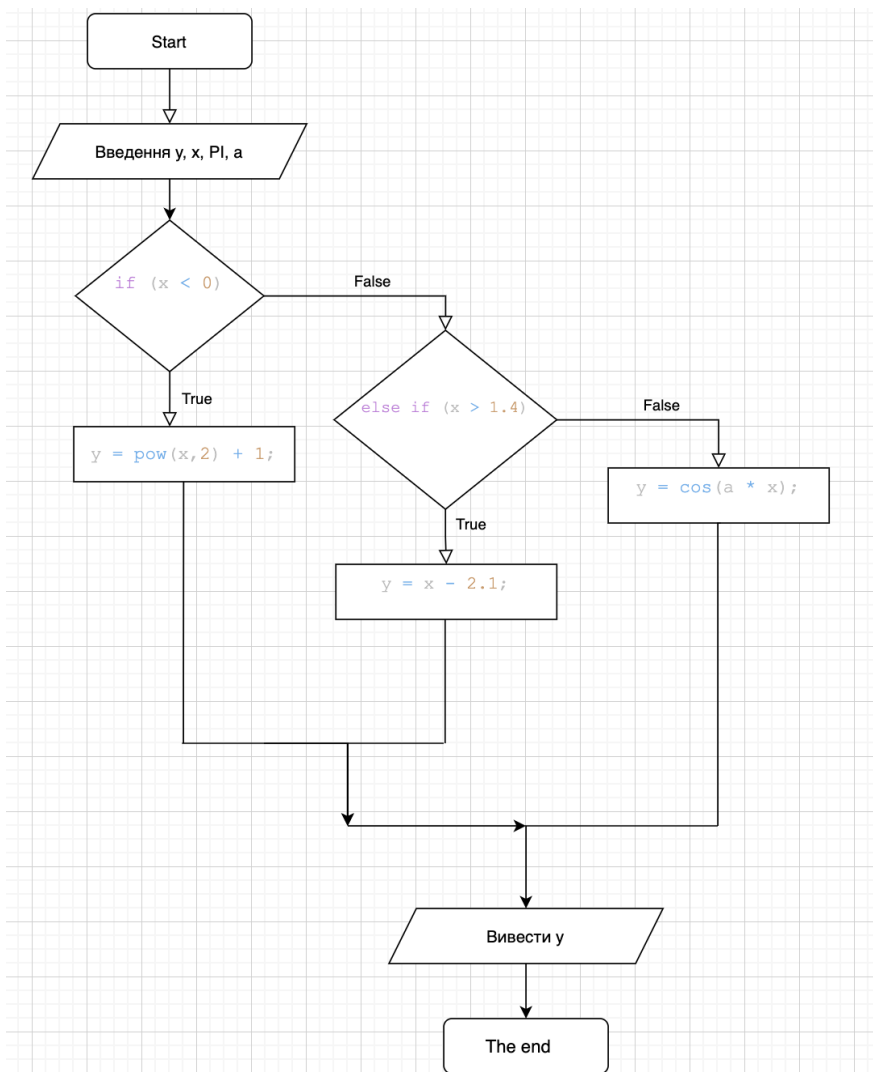 Start
Введення y, x, PI, a
if (x < 0)
False
True
else if (x > 1.4)
False
y = pow(x,2) + 1;
y = cos(a * x);
True
y = x - 2.1;
Вивести y
The end